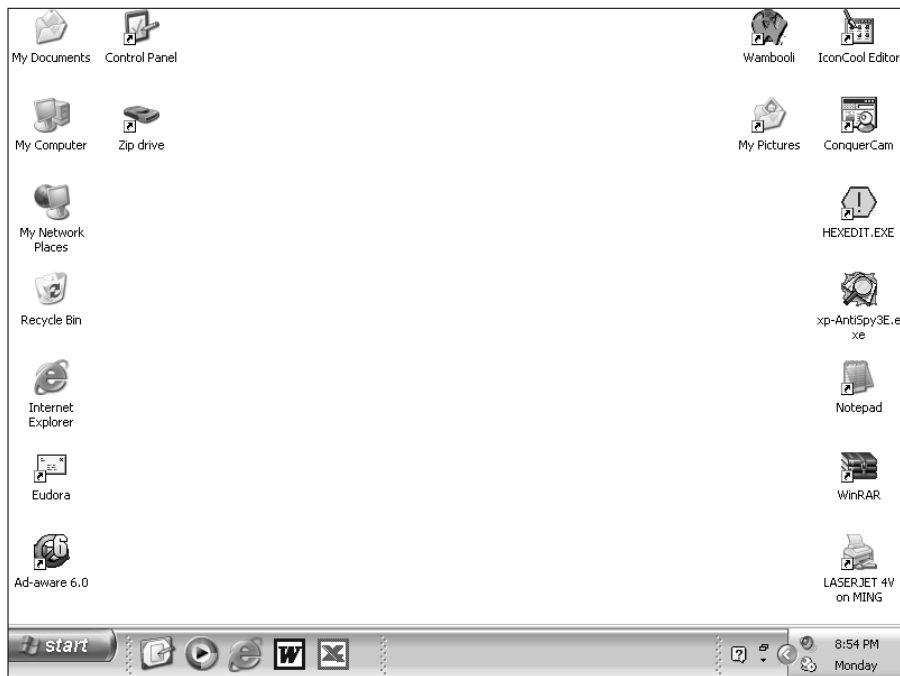 My Documents
Control Panel
Wambooli
IconCool Editor
My Computer
Zip drive
My Pictures
ConquerCam
My Network
Places
HEXEDIT.EXE
Recycle Bin
xp-AntiSpy3E.e
xe
Internet
Explorer
Notepad
Eudora
WinRAR
6
Ad-aware 6.0
LASERJET 4V
on MING
start
W
X
?
8:54 PM
Monday